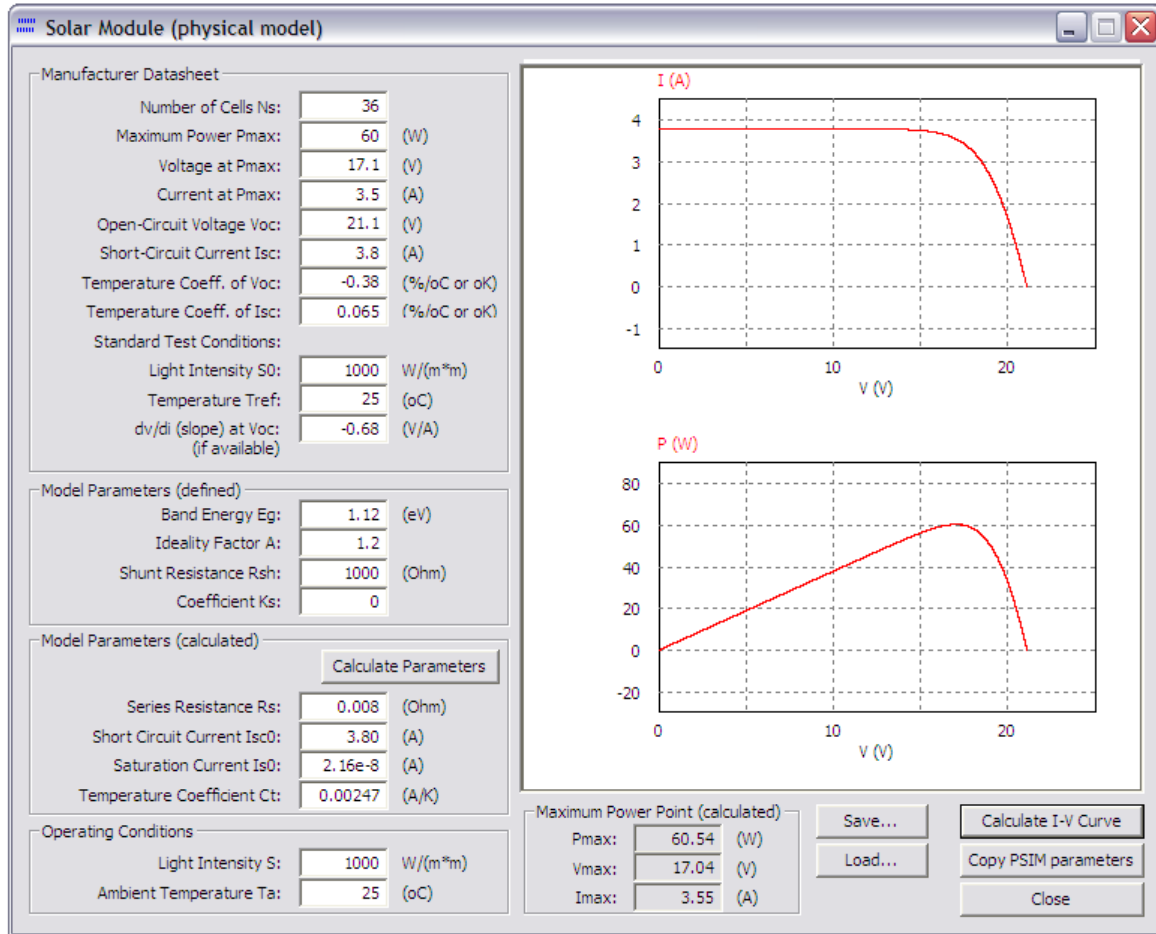 Solar Module (physical model)
Manufacturer Datasheet
Number of Cells Ns: 36
Maximum Power Pmax: 60 (W)
Voltage at Pmax: 17.1 (V)
Current at Pmax: 3.5 (A)
Open-Circuit Voltage Voc: 21.1 (V)
Short-Circuit Current Isc: 3.8 (A)
Temperature Coeff. of Voc: -0.38 (%/oC or oK)
Temperature Coeff. of Isc: 0.065 (%/oC or oK)
Standard Test Conditions:
Light Intensity S0: 1000 W/(m*m)
Temperature Tref: 25 (oC)
dv/di (slope) at Voc: -0.68 (V/A)
(if available)
Model Parameters (defined)
Band Energy Eg: 1.12 (eV)
Ideality Factor A: 1.2
Shunt Resistance Rsh: 1000 (Ohm)
Coefficient Ks: 0
Model Parameters (calculated)
Calculate Parameters
Series Resistance Rs: 0.008 (Ohm)
Short Circuit Current Isc0: 3.80 (A)
Saturation Current Is0: 2.16e-8 (A)
Temperature Coefficient Ct: 0.00247 (A/K)
Operating Conditions
Light Intensity S: 1000 W/(m*m)
Ambient Temperature Ta: 25 (oC)
I (A)
4
3
2
1
0
-1
0 10 20
V (V)
P (W)
80
60
40
20
0
-20
0 10 20
V (V)
Maximum Power Point (calculated)
Pmax: 60.54 (W)
Vmax: 17.04 (V)
Imax: 3.55 (A)
Save...
Load...
Calculate I-V Curve
Copy PSIM parameters
Close